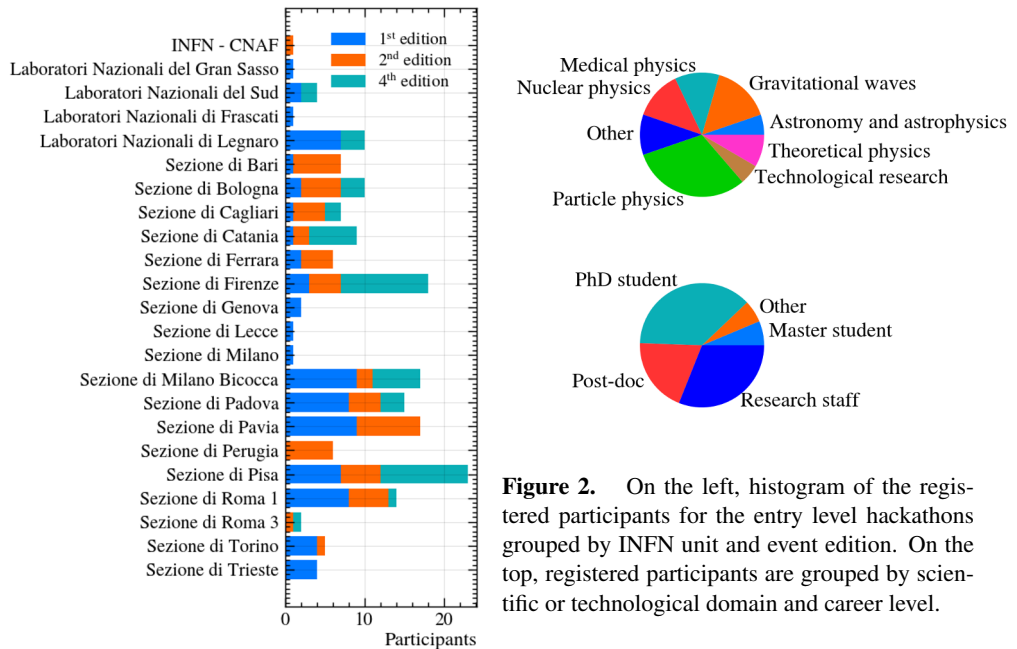 INFN - CNAF
Laboratori Nazionali del Gran Sasso
Laboratori Nazionali del Sud
Laboratori Nazionali di Frascati
Laboratori Nazionali di Legnaro
Sezione di Bari
Sezione di Bologna
Sezione di Cagliari
Sezione di Catania
Sezione di Ferrara
Sezione di Firenze
Sezione di Genova
Sezione di Lecce
Sezione di Milano
Sezione di Milano Bicocca
Sezione di Padova
Sezione di Pavia
Sezione di Perugia
Sezione di Pisa
Sezione di Roma 1
Sezione di Roma 3
Sezione di Torino
Sezione di Trieste
0 10 20
Participants
1st edition
2nd edition
4th edition
Medical physics
Gravitational waves
Nuclear physics
Astronomy and astrophysics
Other
Theoretical physics
Technological research
Particle physics
PhD student
Other
Master student
Post-doc
Research staff
Figure 2. On the left, histogram of the regis-
tered participants for the entry level hackathons
grouped by INFN unit and event edition. On the
top, registered participants are grouped by scien-
tific or technological domain and career level.